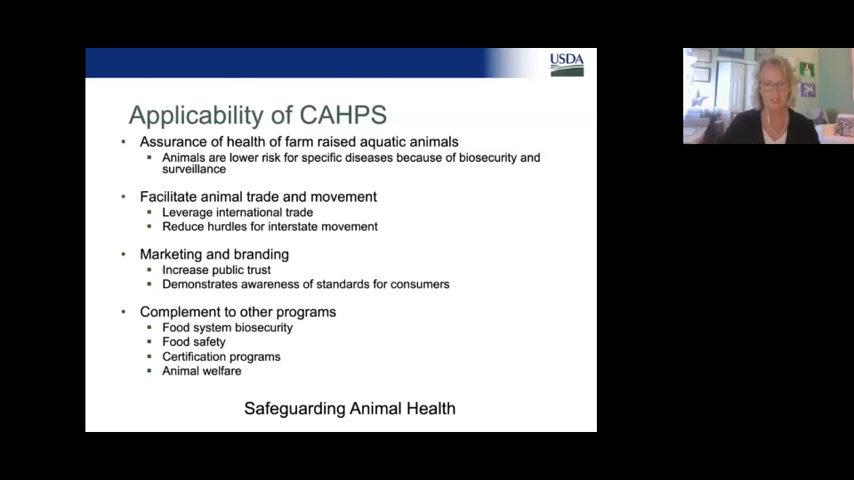 USDA
Applicability of CAHPS
• Assurance of health of farm raised aquatic animals
▪ Animals are lower risk for specific diseases because of biosecurity and
surveillance
• Facilitate animal trade and movement
▪ Leverage international trade
▪ Reduce hurdles for interstate movement
• Marketing and branding
▪ Increase public trust
▪ Demonstrates awareness of standards for consumers
• Complement to other programs
▪ Food system biosecurity
▪ Food safety
▪ Certification programs
▪ Animal welfare
Safeguarding Animal Health